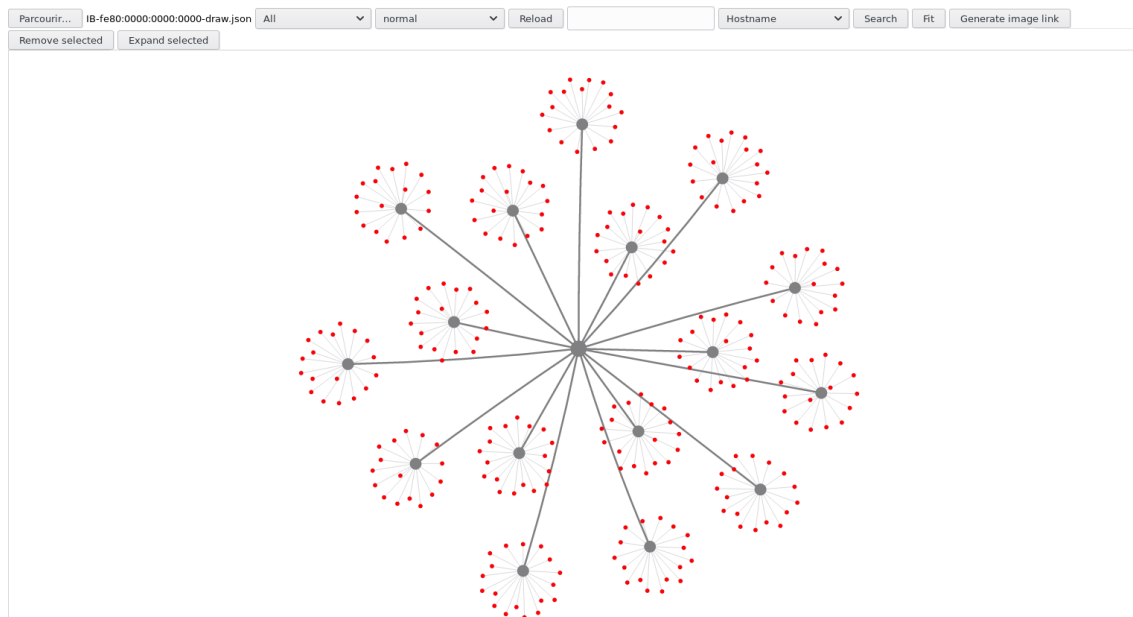 Parcourir... IB-fe80:0000:0000:0000-draw.json All normal Reload Hostname Search Fit Generate image link
Remove selected Expand selected